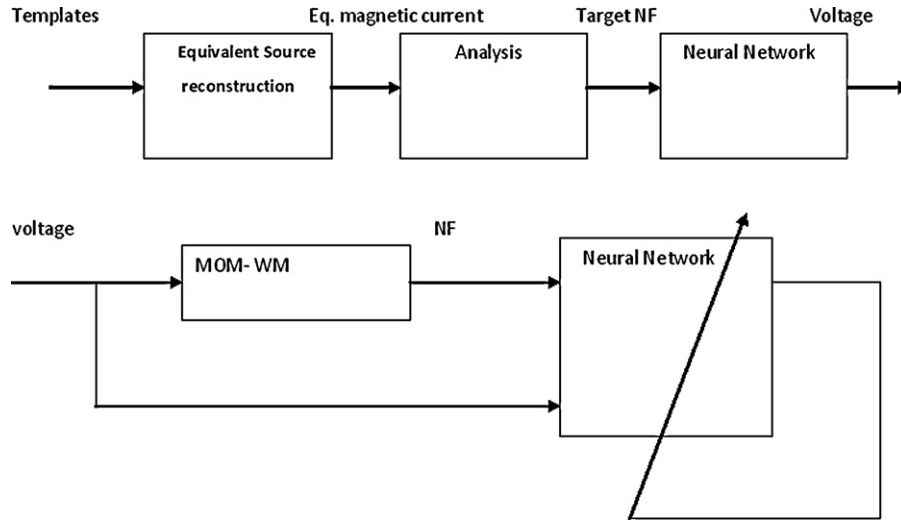 Templates
Eq. magnetic current
Target NF
Voltage
Equivalent Source
reconstruction
Analysis
Neural Network
voltage
NF
MOM- WM
Neural Network